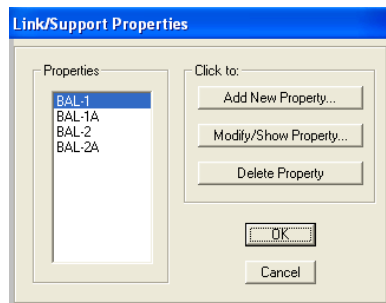 Link/Support Properties
Properties
BAL-1
BAL-1A
BAL-2
BAL-2A
Click to:
Add New Property...
Modify/Show Property...
Delete Property
OK
Cancel